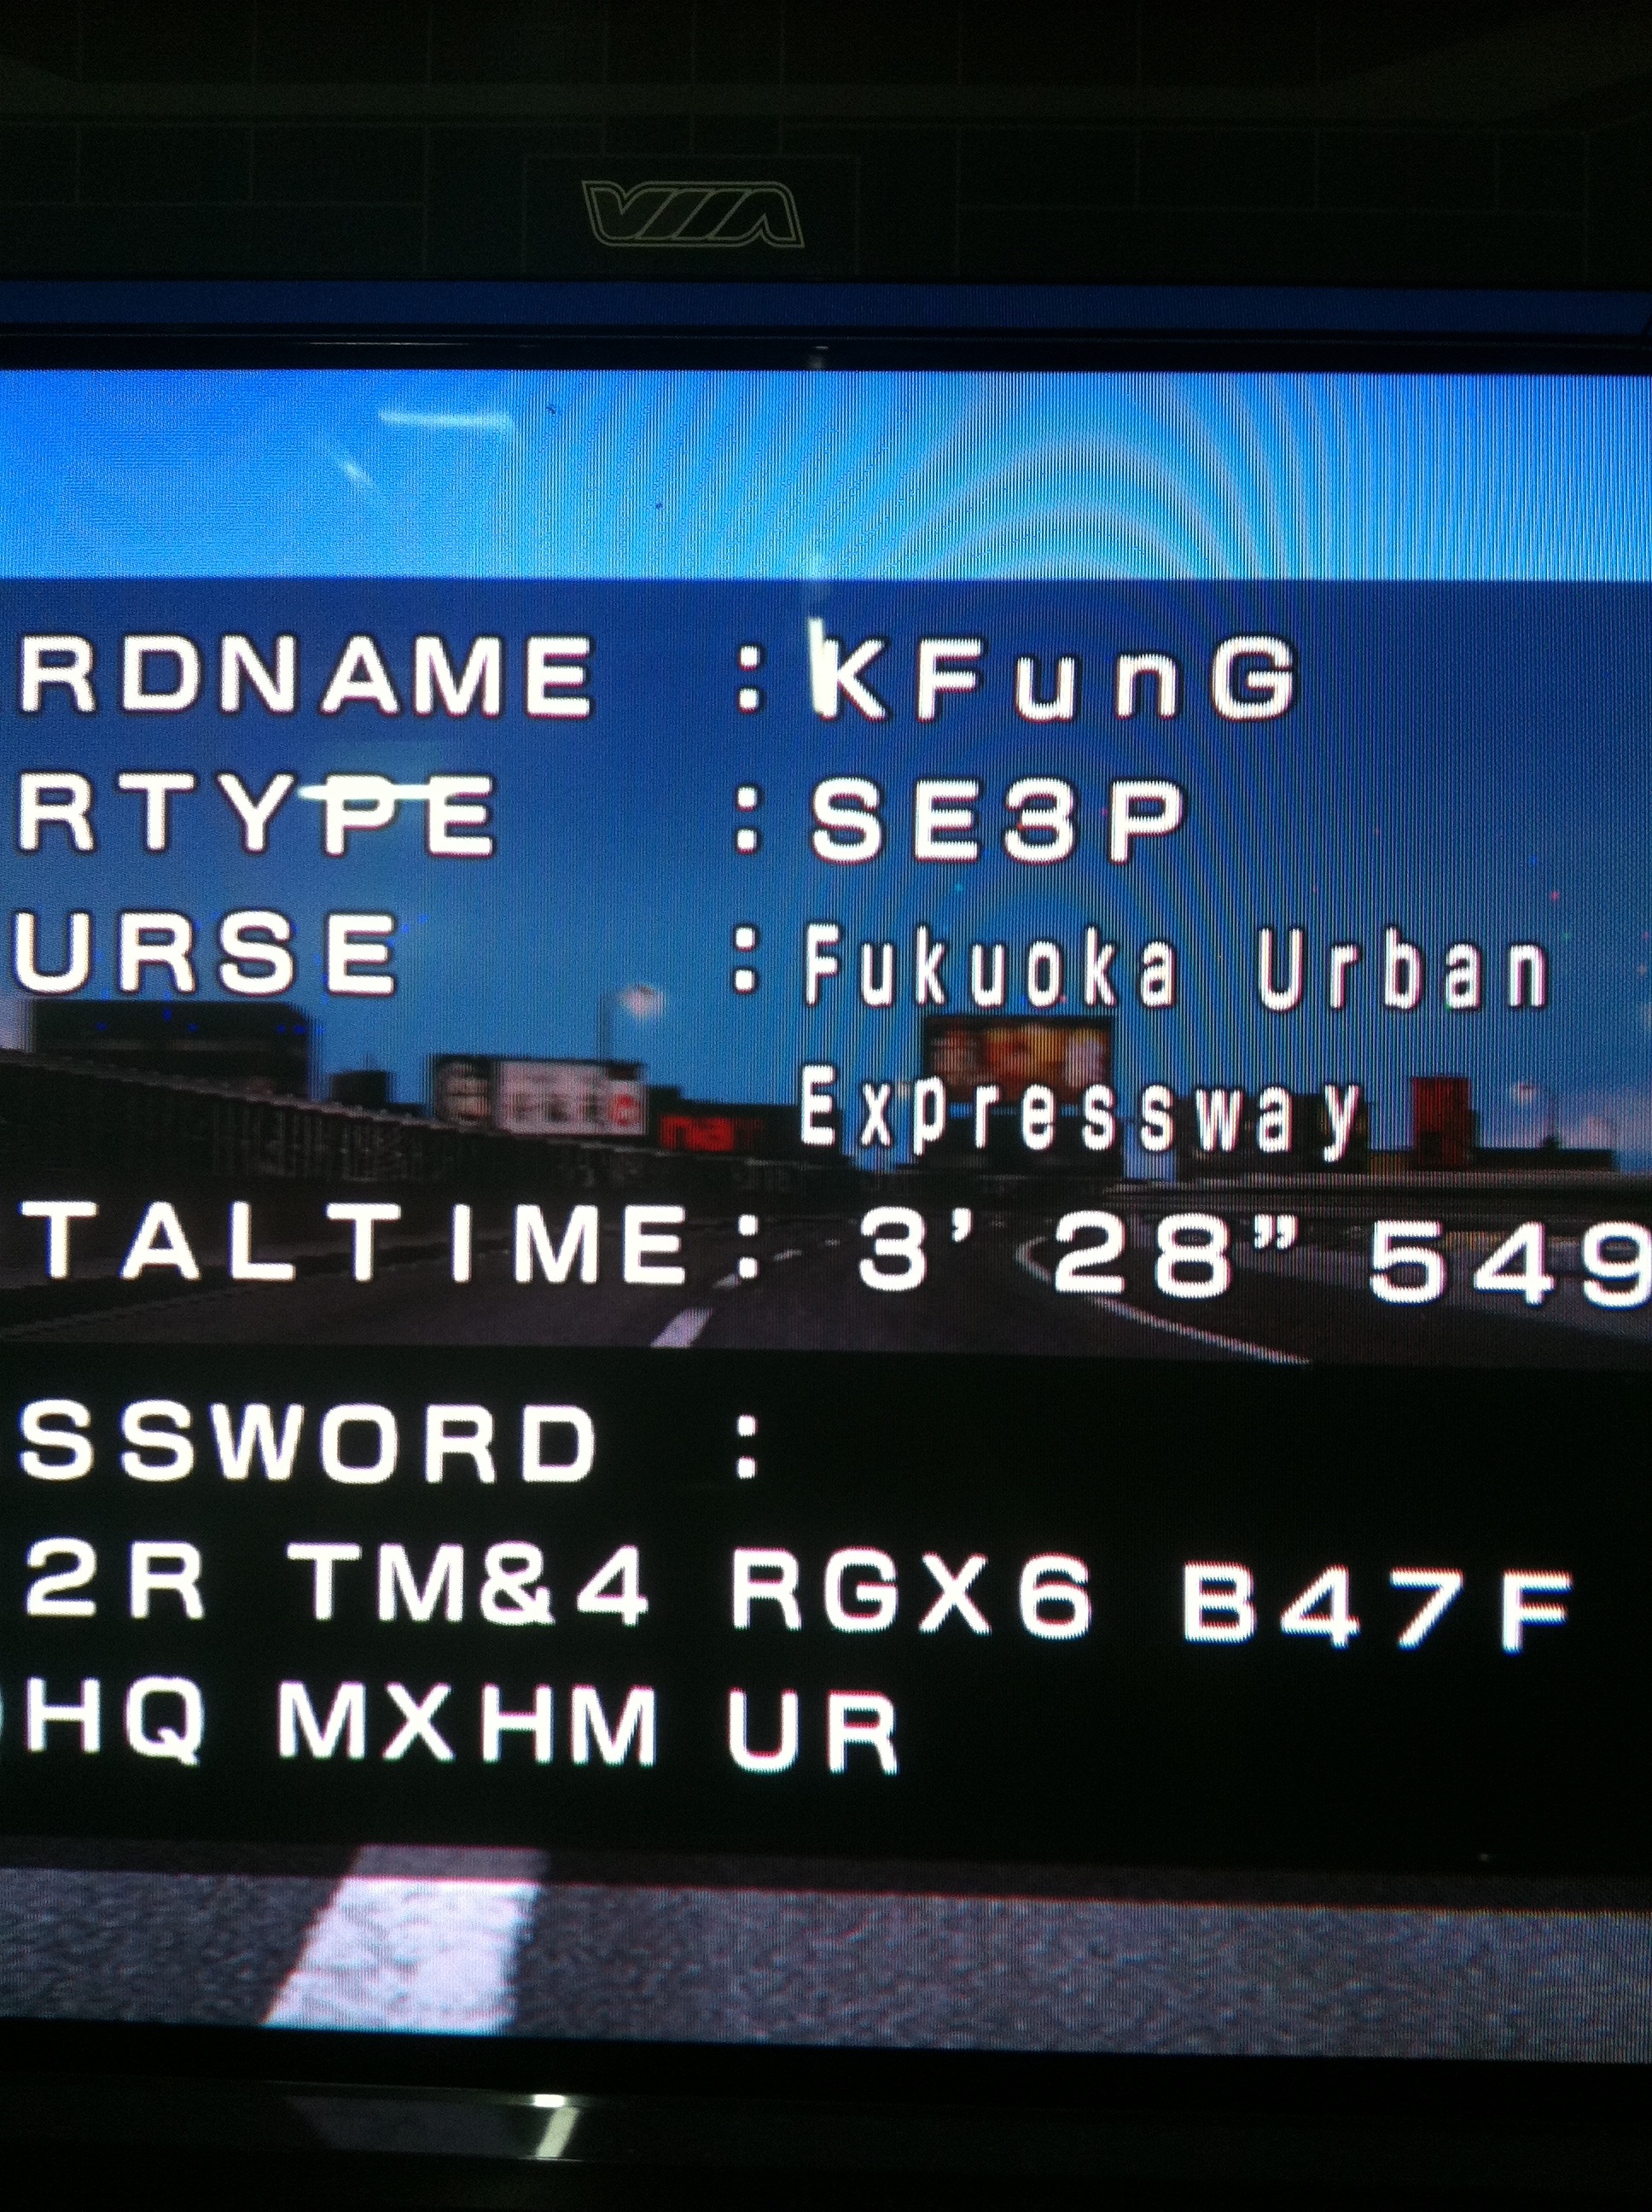 RDNAME : KFunG
RTYPE : SE3P
URSE : Fukuoka Urban
Expressway
TALTIME: 3’ 28” 549
SSWORD :
2R TM&4 RGX6 B47F
HQ MXHM UR